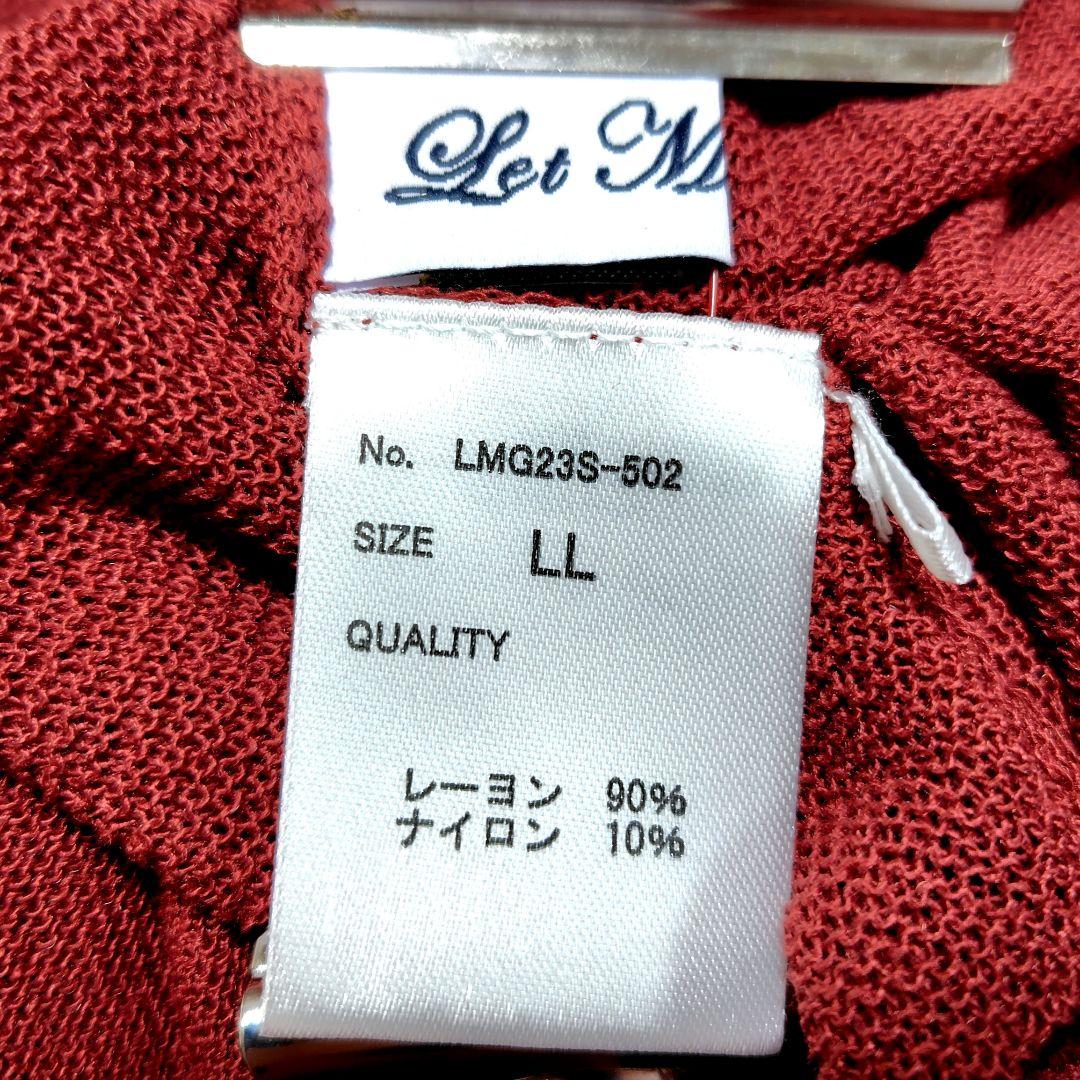 Let M
No. LMG23S-502
SIZE LL
QUALITY
レーヨン 90%
ナイロン 10%